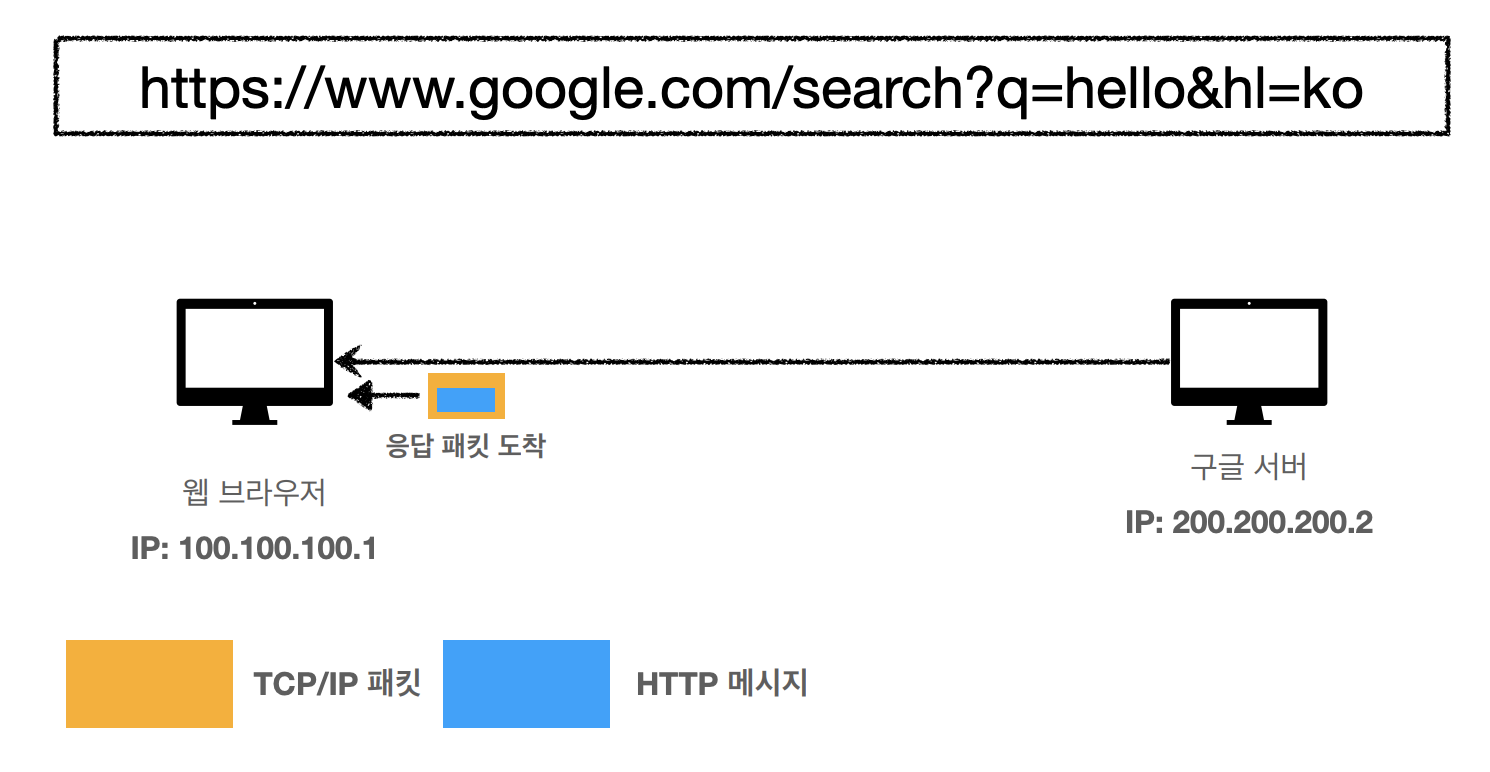 https://www.google.com/search?q=hello&hl=ko
응답 패킷 도착
웹 브라우저
IP: 100.100.100.1
구글 서버
IP: 200.200.200.2
TCP/IP 패킷
HTTP 메시지